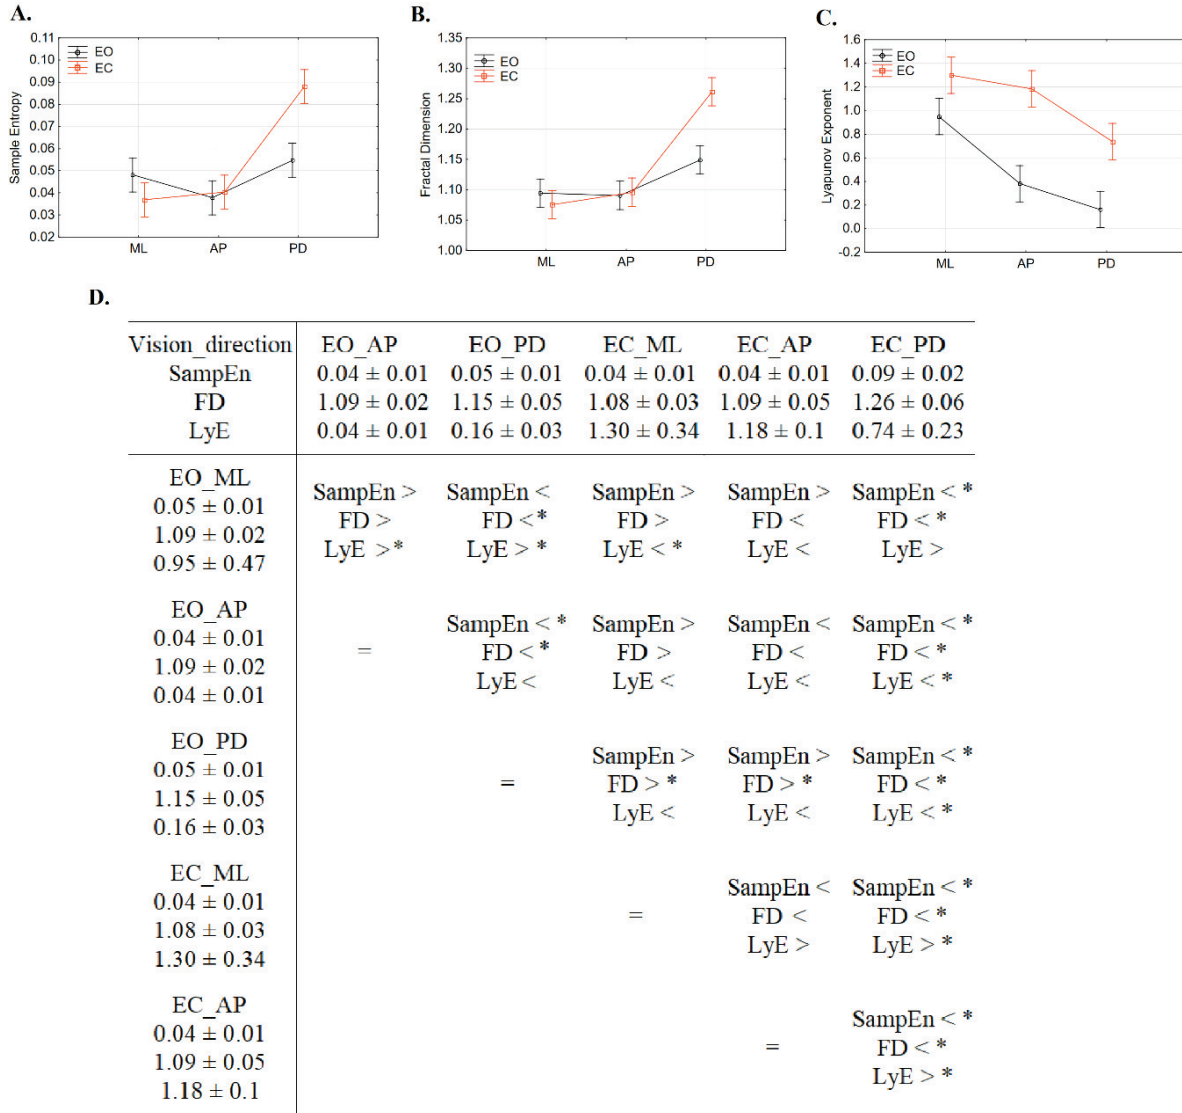 A.
0.11
0.10
0.09
0.08
0.07
0.06
0.05
0.04
0.03
0.02
Sample Entropy
EO
EC
ML AP PD
B.
1.35
1.30
1.25
1.20
1.15
1.10
1.05
1.00
Fractal Dimension
EO
EC
ML AP PD
C.
1.6
1.4
1.2
1.0
0.8
0.6
0.4
0.2
0.0
-0.2
Lyapunov Exponent
EO
EC
ML AP PD
D.
Vision_direction EO_AP EO_PD EC_ML EC_AP EC_PD
SampEn 0.04 ± 0.01 0.05 ± 0.01 0.04 ± 0.01 0.04 ± 0.01 0.09 ± 0.02
FD 1.09 ± 0.02 1.15 ± 0.05 1.08 ± 0.03 1.09 ± 0.05 1.26 ± 0.06
LyE 0.04 ± 0.01 0.16 ± 0.03 1.30 ± 0.34 1.18 ± 0.1 0.74 ± 0.23
EO_ML
0.05 ± 0.01
1.09 ± 0.02
0.95 ± 0.47
SampEn > SampEn < SampEn > SampEn > SampEn < *
FD > FD < * FD > FD < FD < *
LyE > * LyE > * LyE < * LyE < LyE >
EO_AP
0.04 ± 0.01
1.09 ± 0.02
0.04 ± 0.01
SampEn < * SampEn > SampEn < SampEn < *
= FD < * FD > FD < FD < *
LyE < LyE < LyE < LyE < *
EO_PD
0.05 ± 0.01
1.15 ± 0.05
0.16 ± 0.03
SampEn > SampEn > SampEn < *
= FD > * FD > * FD < *
LyE < LyE < LyE < *
EC_ML
0.04 ± 0.01
1.08 ± 0.03
1.30 ± 0.34
SampEn < SampEn < *
= FD < FD < *
LyE > LyE > *
EC_AP
0.04 ± 0.01
1.09 ± 0.05
1.18 ± 0.1
SampEn < *
= FD < *
LyE > *